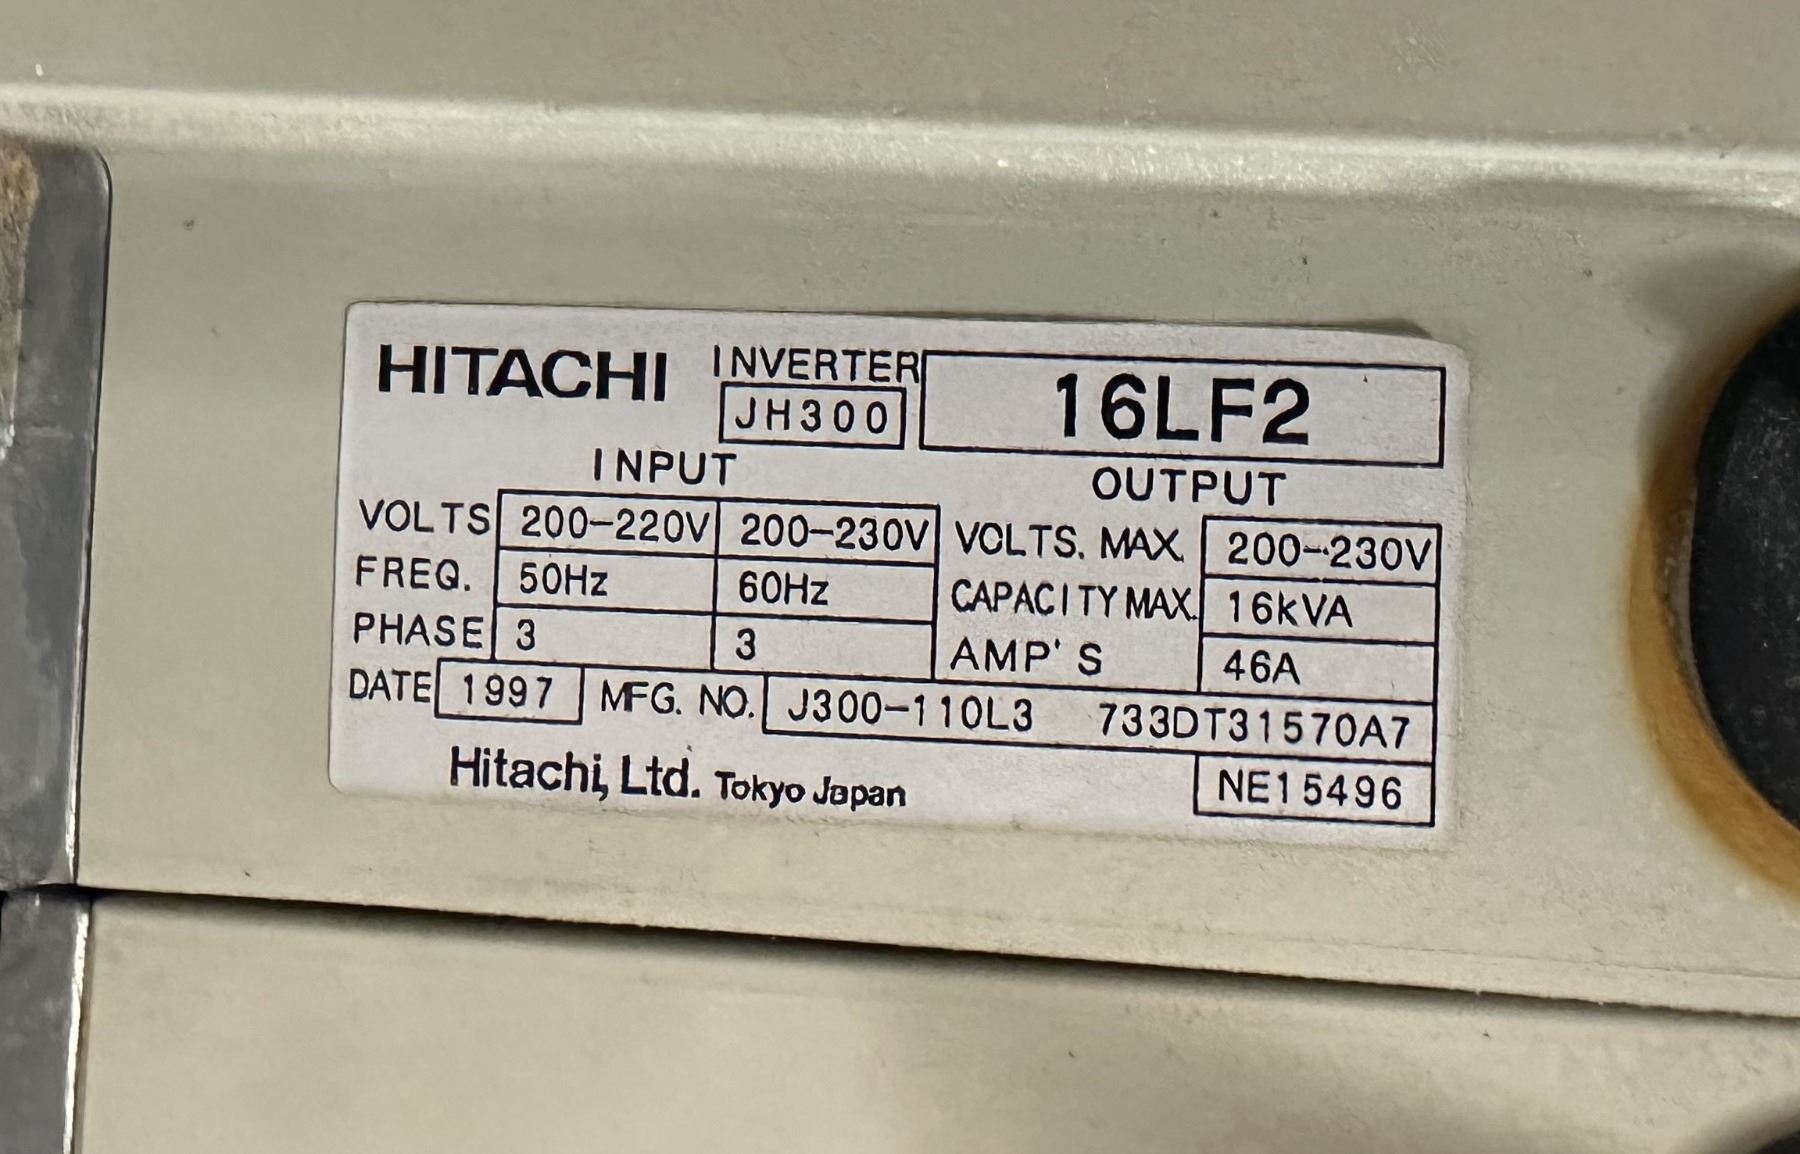 HITACHI INVERTER JH300 16LF2
INPUT OUTPUT
VOLTS 200-220V 200-230V VOLTS. MAX. 200-230V
FREQ. 50Hz 60Hz CAPACITY MAX. 16kVA
PHASE 3 3 AMP'S 46A
DATE 1997 MFG. NO. J300-110L3 733DT31570A7
Hitachi, Ltd. Tokyo Japan NE15496